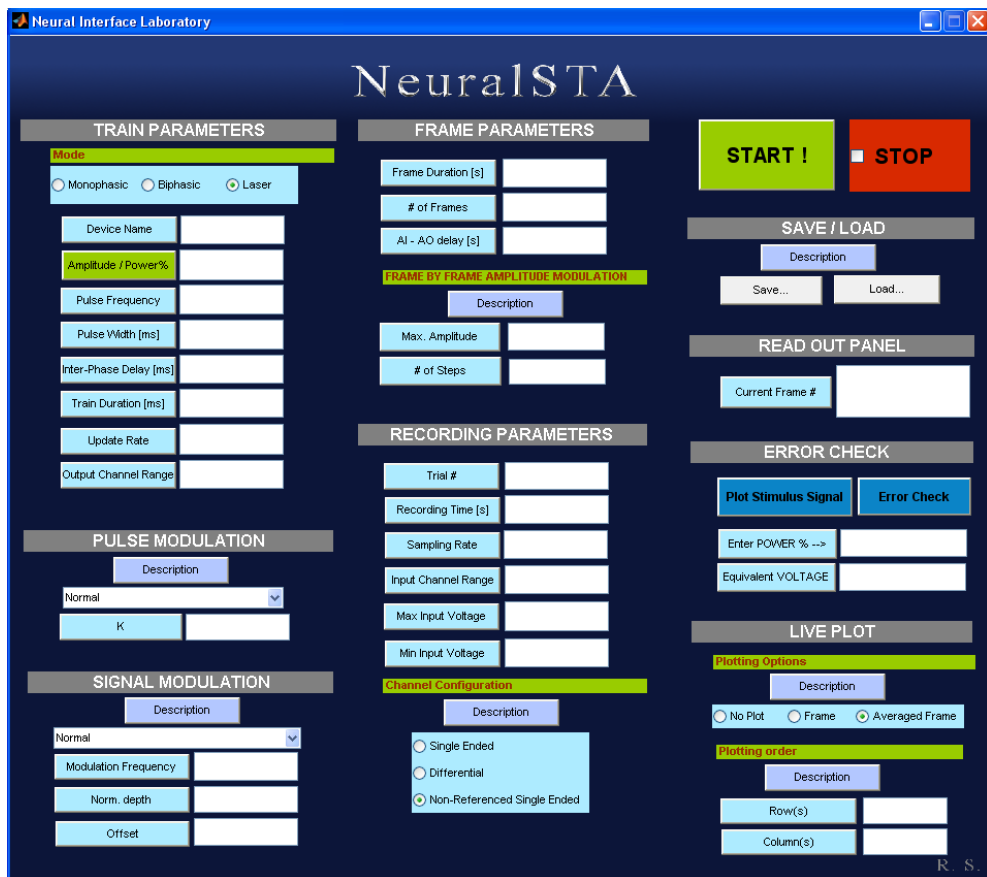 Neural Interface Laboratory
NeuralSTA
TRAIN PARAMETERS
Mode
Monophasic Biphasic Laser
Device Name
Amplitude / Power%
Pulse Frequency
Pulse Width [ms]
Inter-Phase Delay [ms]
Train Duration [ms]
Update Rate
Output Channel Range
PULSE MODULATION
Description
Normal
K
SIGNAL MODULATION
Description
Normal
Modulation Frequency
Norm. depth
Offset
FRAME PARAMETERS
Frame Duration [s]
# of Frames
AI - AO delay [s]
FRAME BY FRAME AMPLITUDE MODULATION
Description
Max. Amplitude
# of Steps
RECORDING PARAMETERS
Trial #
Recording Time [s]
Sampling Rate
Input Channel Range
Max Input Voltage
Min Input Voltage
Channel Configuration
Description
Single Ended
Differential
Non-Referenced Single Ended
START ! STOP
SAVE / LOAD
Description
Save... Load...
READ OUT PANEL
Current Frame #
ERROR CHECK
Plot Stimulus Signal Error Check
Enter POWER % -->
Equivalent VOLTAGE
LIVE PLOT
Plotting Options
Description
No Plot Frame Averaged Frame
Plotting order
Description
Row(s)
Column(s)
R. S.